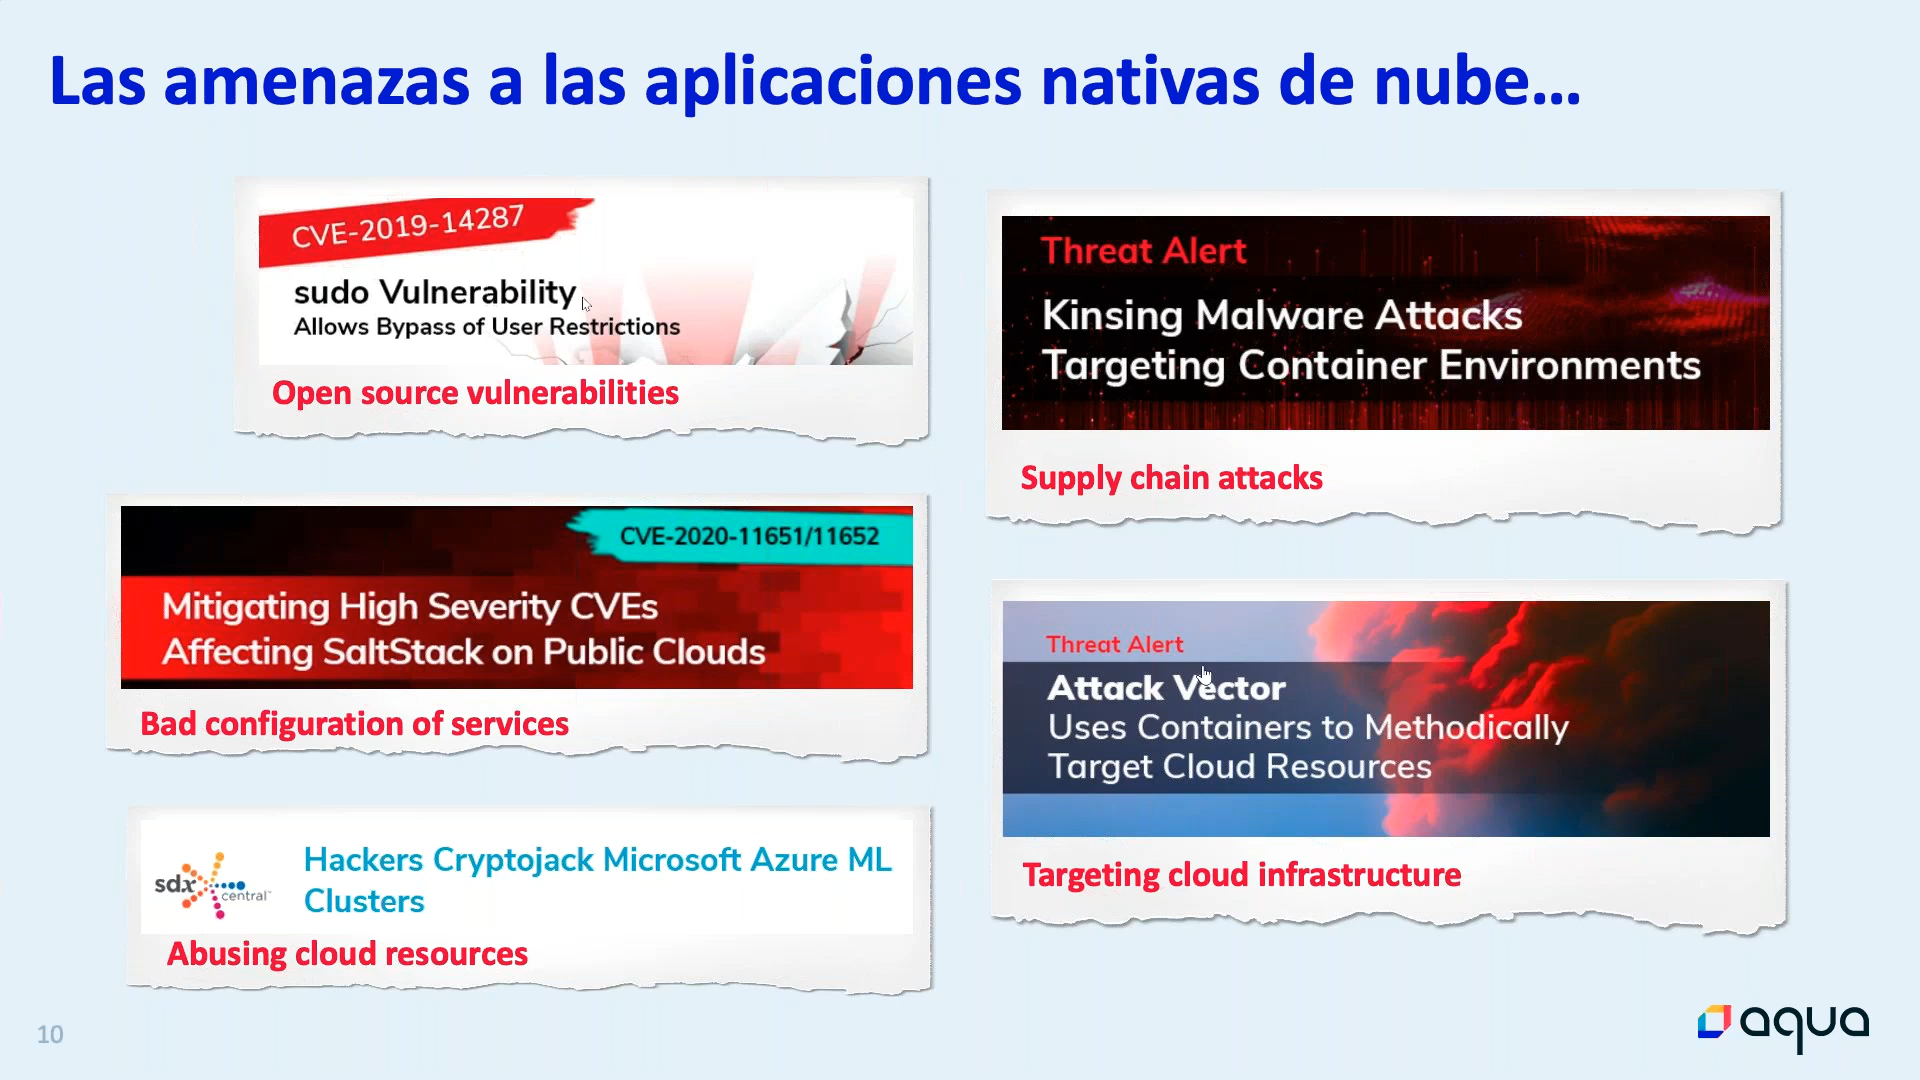 Las amenazas a las aplicaciones nativas de nube...
CVE-2019-14287
sudo Vulnerability
Allows Bypass of User Restrictions
Open source vulnerabilities
CVE-2020-11651/11652
Mitigating High Severity CVEs
Affecting SaltStack on Public Clouds
Bad configuration of services
sdx central™
Hackers Cryptojack Microsoft Azure ML
Clusters
Abusing cloud resources
Threat Alert
Kinsing Malware Attacks
Targeting Container Environments
Supply chain attacks
Threat Alert
Attack Vector
Uses Containers to Methodically
Target Cloud Resources
Targeting cloud infrastructure
10
aqua